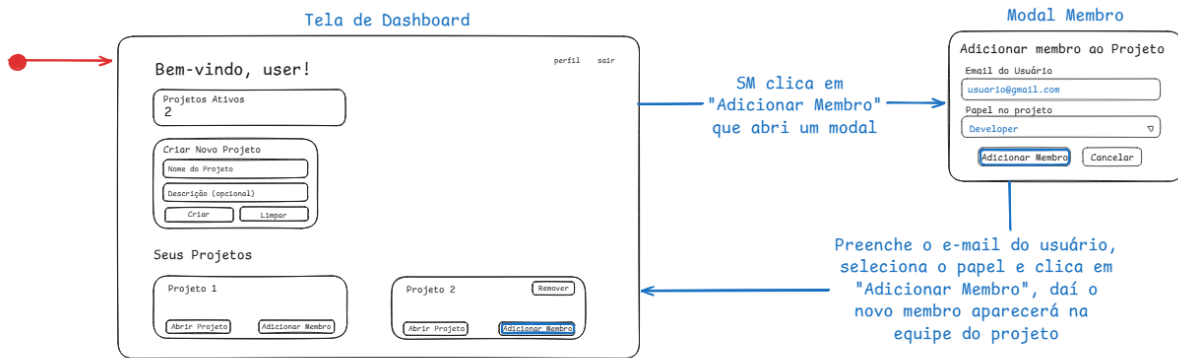 Tela de Dashboard
Bem-vindo, user!
perfil sair
Projetos Ativos
2
Criar Novo Projeto
Nome do Projeto
Descrição (opcional)
Criar Limpar
Seus Projetos
Projeto 1
Abrir Projeto Adicionar Membro
Projeto 2 Remover
Abrir Projeto Adicionar Membro
SM clica em
"Adicionar Membro"
que abri um modal
Modal Membro
Adicionar membro ao Projeto
Email do Usuário
usuario@gmail.com
Papel no projeto
Developer
Adicionar Membro Cancelar
Preenche o e-mail do usuário,
seleciona o papel e clica em
"Adicionar Membro", daí o
novo membro aparecerá na
equipe do projeto